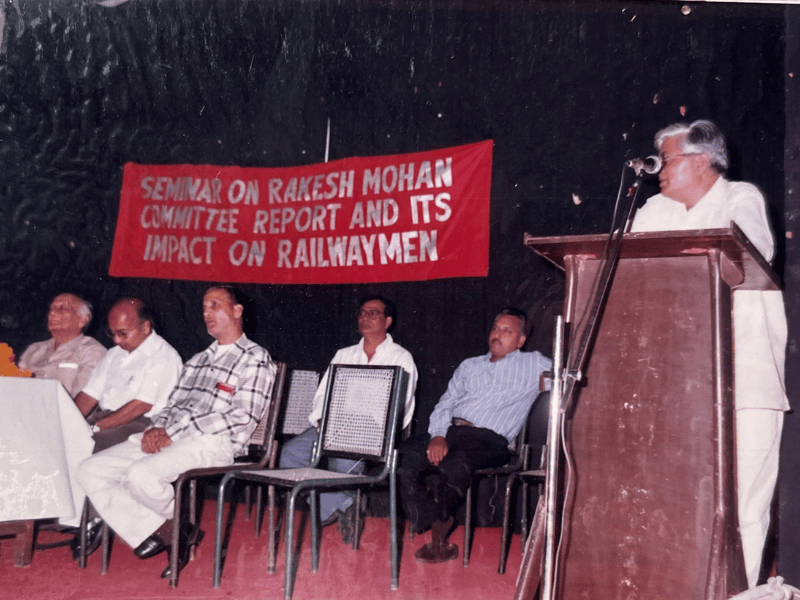 SEMINAR ON RAKESH MOHAN
COMMITTEE REPORT AND ITS
IMPACT ON RAILWAYMEN